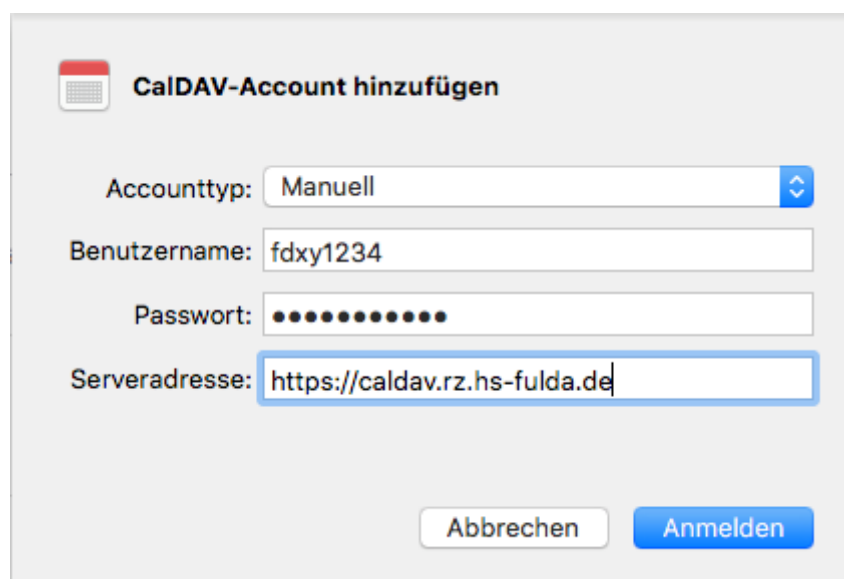 CalDAV-Account hinzufügen
Accounttyp: Manuell
Benutzername: fdxy1234
Passwort: ●●●●●●●●●●●
Serveradresse: https://caldav.rz.hs-fulda.de
Abbrechen Anmelden